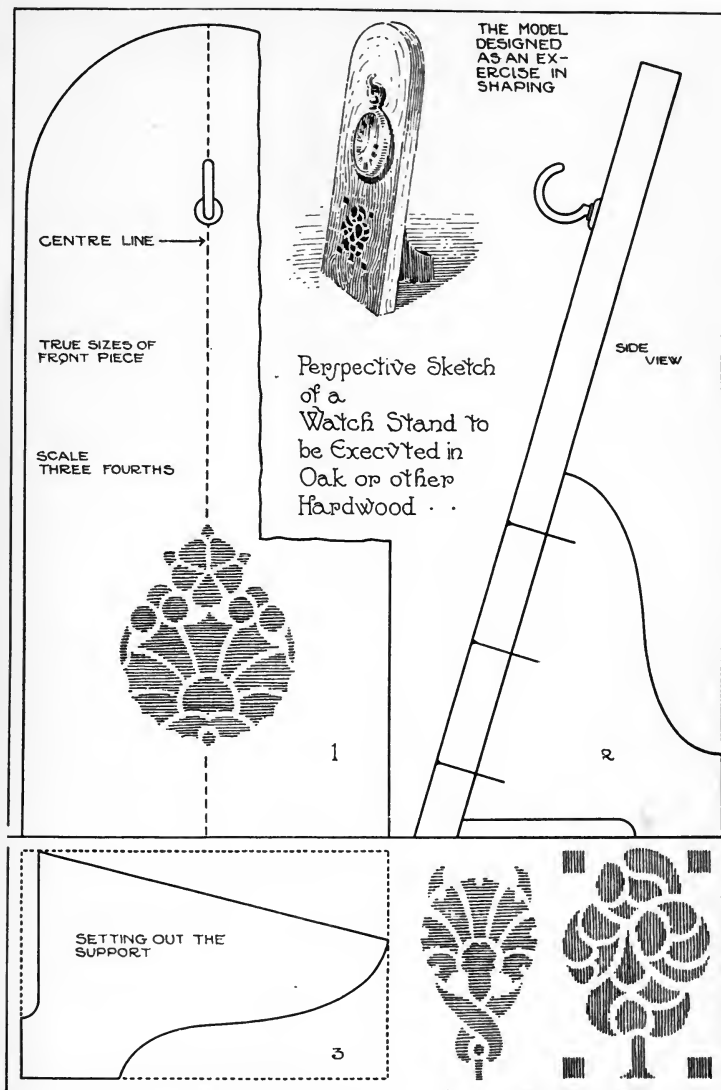 THE MODEL
DESIGNED
AS AN EX-
ERCISE IN
SHAPING
CENTRE LINE
TRUE SIZES OF
FRONT PIECE
SIDE
VIEW
Perspective Sketch
of a
Watch Stand to
be Execvted in
Oak or other
Hardwood · ·
SCALE
THREE FOURTHS
1
2
SETTING OUT THE
SUPPORT
3